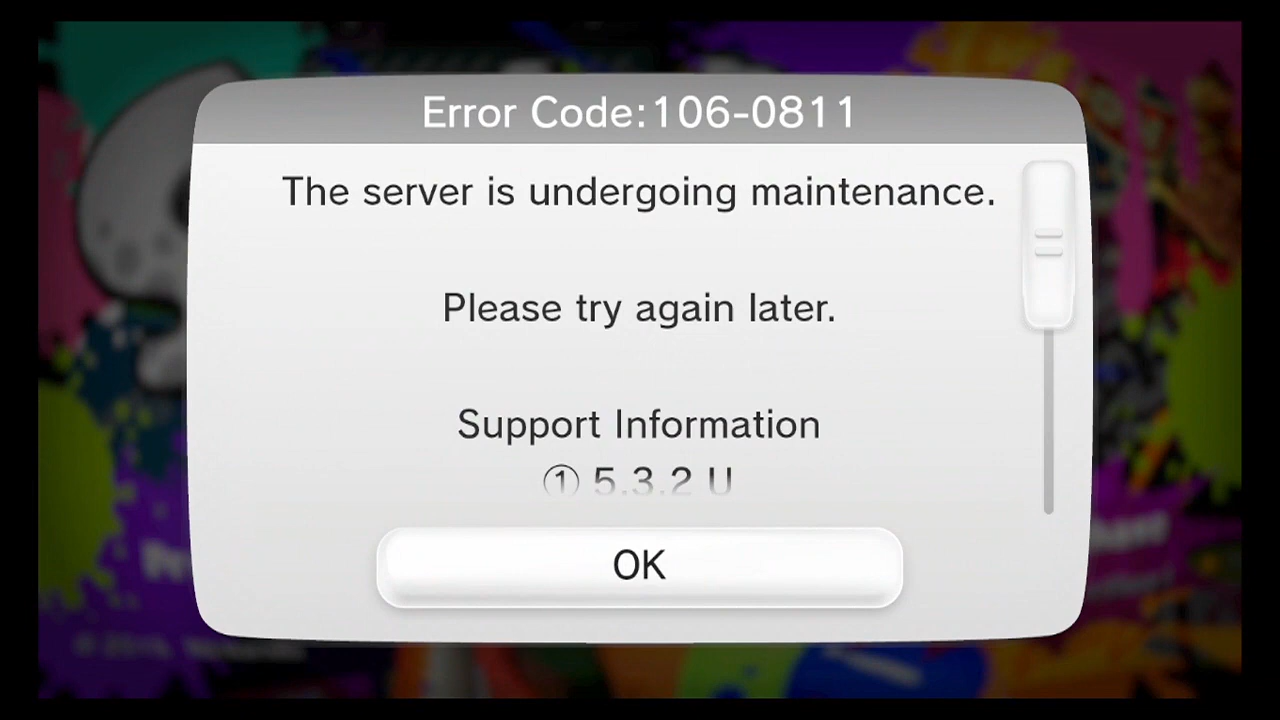 Error Code:106-0811
The server is undergoing maintenance.
Please try again later.
Support Information
① 5.3.2 U
OK